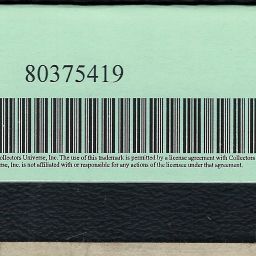 80375419
ollectors Universe, Inc. The use of this trademark is permitted by a license agreement with Collectors
rse, Inc. is not affiliated with or responsible for any actions of the licensee under that agreement.